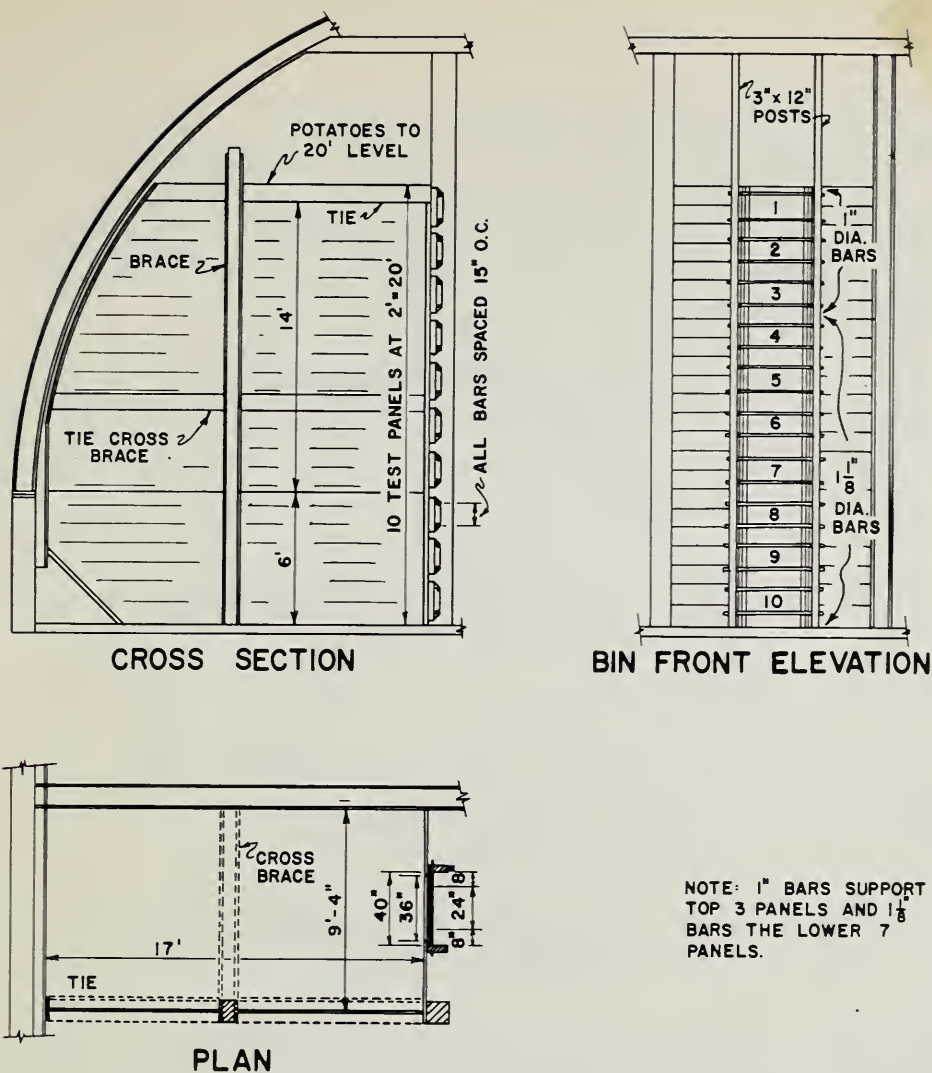 POTATOES TO
20' LEVEL
TIE
BRACE
14'
10 TEST PANELS AT 2'=20'
ALL BARS SPACED 15" O.C.
TIE CROSS
BRACE
6'
CROSS SECTION
3" x 12"
POSTS
1
2
3
4
5
6
7
8
9
10
1"
DIA.
BARS
1 1/8"
DIA.
BARS
BIN FRONT ELEVATION
CROSS
BRACE
9'-4"
40"
36"
8"
24"
8"
17'
TIE
PLAN
NOTE: 1" BARS SUPPORT
TOP 3 PANELS AND 1 1/8"
BARS THE LOWER 7
PANELS.